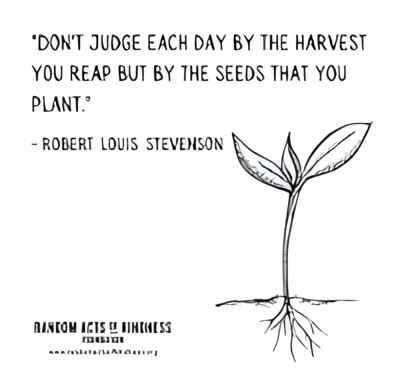 "DON'T JUDGE EACH DAY BY THE HARVEST
YOU REAP BUT BY THE SEEDS THAT YOU
PLANT."
- ROBERT LOUIS STEVENSON
RANDOM ACTS OF KINDNESS